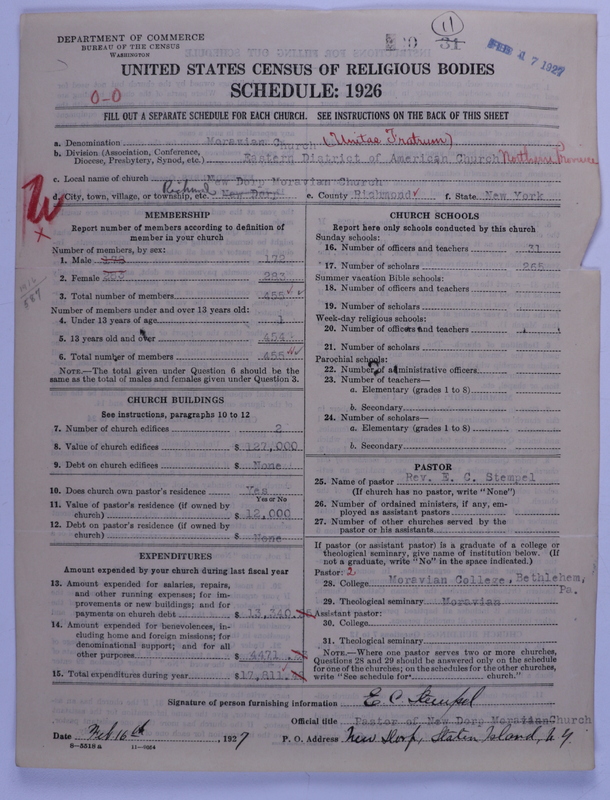 DEPARTMENT OF COMMERCE
BUREAU OF THE CENSUS
WASHINGTON
11
31
FEB 17 1927
UNITED STATES CENSUS OF RELIGIOUS BODIES
SCHEDULE: 1926
0-0
FILL OUT A SEPARATE SCHEDULE FOR EACH CHURCH. SEE INSTRUCTIONS ON THE BACK OF THIS SHEET
a. Denomination Moravian Church (Unitas Fratrum)
b. Division (Association, Conference, Diocese, Presbytery, Synod, etc.) Eastern District of American Church Northern Province
c. Local name of church New Dorp Moravian Church
d. City, town, village, or township, etc. Richmond New Dorp e. County Richmond f. State New York
MEMBERSHIP
Report number of members according to definition of
member in your church
Number of members, by sex:
1. Male 172
2. Female 283
3. Total number of members 455
Number of members under and over 13 years old:
4. Under 13 years of age 1
5. 13 years old and over 454
6. Total number of members 455
NOTE.—The total given under Question 6 should be the
same as the total of males and females given under Question 3.
CHURCH BUILDINGS
See instructions, paragraphs 10 to 12
7. Number of church edifices 2
8. Value of church edifices $ 127,000
9. Debt on church edifices $ None
10. Does church own pastor's residence Yes
Yes or No
11. Value of pastor's residence (if owned by
church) $ 12,000
12. Debt on pastor's residence (if owned by
church) $ None
EXPENDITURES
Amount expended by your church during last fiscal year
13. Amount expended for salaries, repairs,
and other running expenses; for im-
provements or new buildings; and for
payments on church debt $ 13,340.
14. Amount expended for benevolences, in-
cluding home and foreign missions; for
denominational support; and for all
other purposes $ 4471.
15. Total expenditures during year $17,811.
CHURCH SCHOOLS
Report here only schools conducted by this church
Sunday schools:
16. Number of officers and teachers 31
17. Number of scholars 265
Summer vacation Bible schools:
18. Number of officers and teachers
19. Number of scholars
Week-day religious schools:
20. Number of officers and teachers
21. Number of scholars
Parochial schools:
22. Number of administrative officers
23. Number of teachers—
a. Elementary (grades 1 to 8)
b. Secondary
24. Number of scholars—
a. Elementary (grades 1 to 8)
b. Secondary
PASTOR
25. Name of pastor Rev. E. C. Stempel
(If church has no pastor, write "None")
26. Number of ordained ministers, if any, em-
ployed as assistant pastors
27. Number of other churches served by the
pastor or his assistants
If pastor (or assistant pastor) is a graduate of a college or
theological seminary, give name of institution below. (If
not a graduate, write "No" in the space indicated.)
Pastor: 2
28. College Moravian College, Bethlehem,
Pa.
29. Theological seminary Moravian
Assistant pastor:
30. College
31. Theological seminary
NOTE.—Where one pastor serves two or more churches,
Questions 28 and 29 should be answered only on the schedule
for one of the churches; on the schedules for the other churches,
write "See schedule for church."
Signature of person furnishing information E. C. Stempel
Official title Pastor of New Dorp Moravian Church
Date Feb 16th, 1927 P. O. Address New Dorp, Staten Island, N.Y.
8-5518a 11-9054